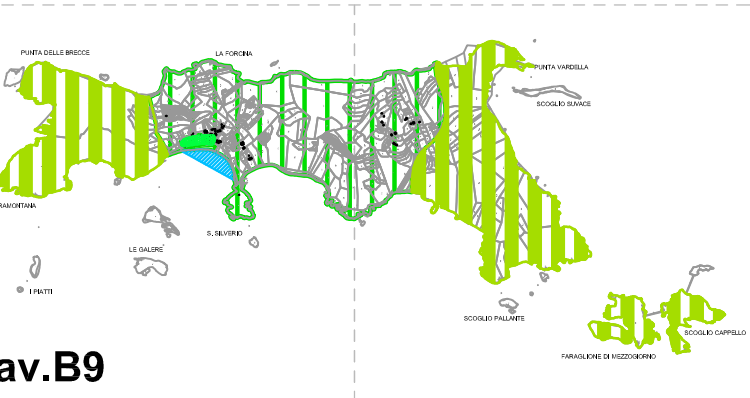 PUNTA DELLE BRECCE
LA FORCINA
PUNTA VARDELLA
SCOGLIO SUVACE
RAMONTANA
S. SILVERIO
LE GALERE
I PIATTI
SCOGLIO PALLANTE
SCOGLIO CAPPELLO
FARAGLIONE DI MEZZOGIORNO
av.B9